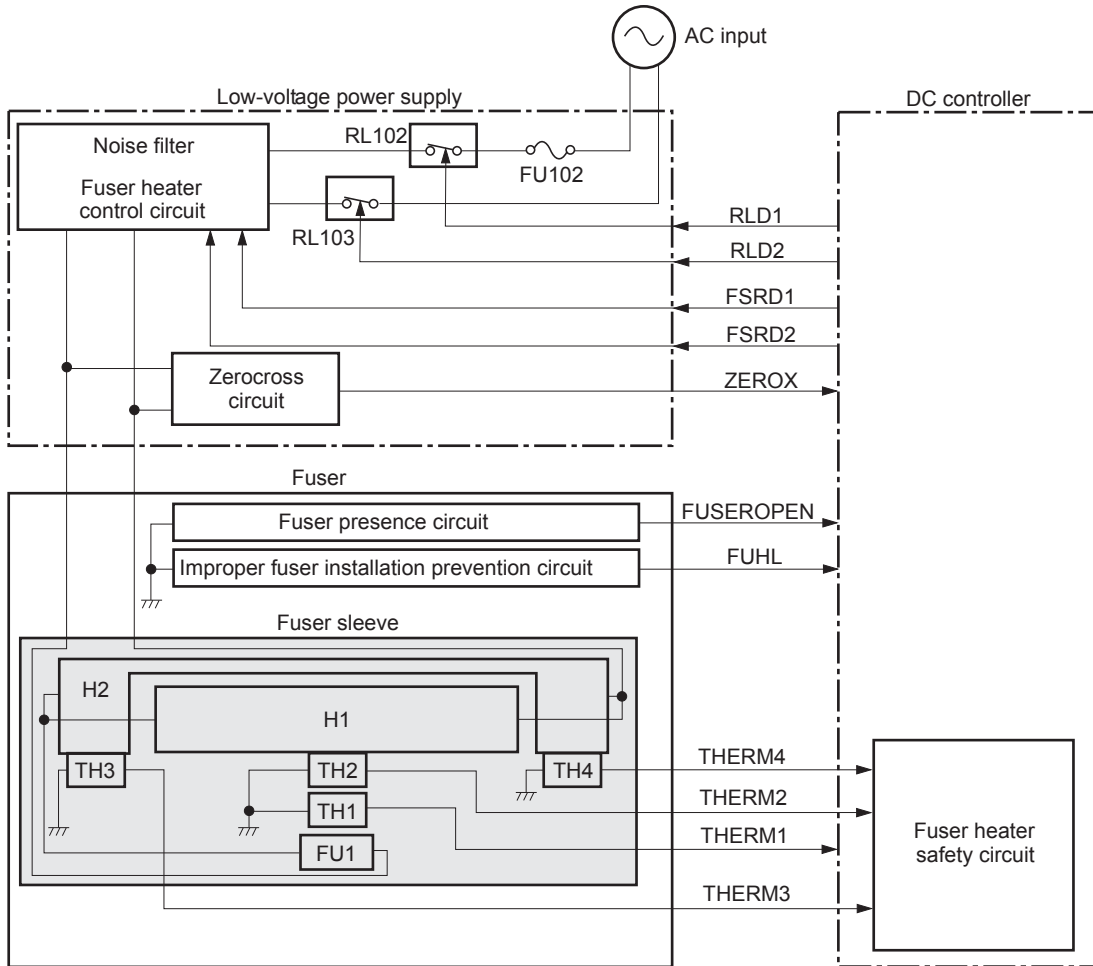 AC input
Low-voltage power supply
DC controller
Noise filter
Fuser heater
control circuit
RL102
FU102
RL103
RLD1
RLD2
FSRD1
FSRD2
Zerocross
circuit
ZEROX
Fuser
Fuser presence circuit
FUSEROPEN
Improper fuser installation prevention circuit
FUHL
Fuser sleeve
H2
H1
TH3
TH2
TH4
TH1
FU1
THERM4
THERM2
THERM1
THERM3
Fuser heater
safety circuit